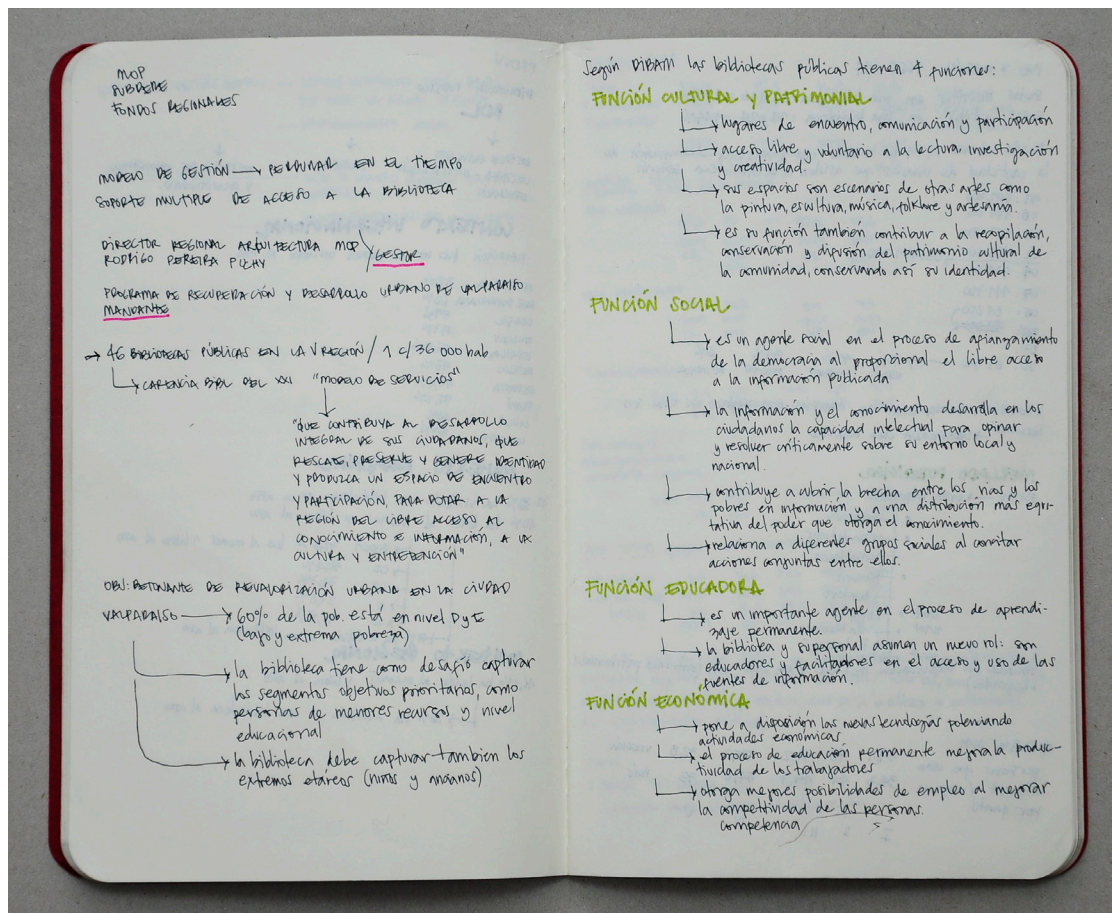 MOP
SUBDERE
FONDOS REGIONALES
MODELO DE GESTIÓN → PERDURAR EN EL TIEMPO
SOPORTE MULTIPLE DE ACCESO A LA BIBLIOTECA
DIRECTOR REGIONAL ARQUITECTURA MOP
RODRIGO PEREIRA PICHY
GESTOR
PROGRAMA DE RECUPERACIÓN Y DESARROLLO URBANO DE VALPARAISO
MANDANTE
→ 46 BIBLIOTECAS PÚBLICAS EN LA V REGIÓN / 1 c/36 000 hab
→ CARENCIA BIBL DEL XXI "MODELO DE SERVICIOS"
"QUE CONTRIBUYA AL DESARROLLO
INTEGRAL DE SUS CIUDADANOS, QUE
RESCATE, PRESERVE Y GENERE IDENTIDAD
Y PRODUZCA UN ESPACIO DE ENCUENTRO
Y PARTICIPACIÓN, PARA DOTAR A LA
REGIÓN DEL LIBRE ACCESO AL
CONOCIMIENTO E INFORMACIÓN, A LA
CULTURA Y ENTRETENCIÓN"
OBJ: DETONANTE DE REVALORIZACIÓN URBANA EN LA CIUDAD
VALPARAISO → 60% de la pob. está en nivel D y E
(bajo y extrema pobreza)
→ la biblioteca tiene como desafío capturar
los segmentos objetivos prioritarios, como
personas de menores recursos y nivel
educacional
→ la biblioteca debe capturar tambien los
extremos etáreos (niños y ancianos)
Según DIBAM las bibliotecas públicas tienen 4 funciones:
FUNCIÓN CULTURAL y PATRIMONIAL
→ lugares de encuentro, comunicación y participación
→ acceso libre y voluntario a la lectura, investigación
y creatividad.
→ sus espacios son escenarios de otras artes como
la pintura, escultura, música, folklore y artesanía.
→ es su función también contribuir a la recopilación,
conservación y difusión del patrimonio cultural de
la comunidad, conservando así su identidad.
FUNCIÓN SOCIAL
→ es un agente social en el proceso de afianzamiento
de la democracia al proporcional el libre acceso
a la información publicada
→ la información y el conocimiento desarrolla en los
ciudadanos la capacidad intelectual para opinar
y resolver críticamente sobre su entorno local y
nacional.
→ contribuye a cubrir la brecha entre los ricos y los
pobres en información y a una distribución más equi-
tativa del poder que otorga el conocimiento.
→ relaciona a diferentes grupos sociales al concitar
acciones conjuntas entre ellos.
FUNCIÓN EDUCADORA
→ es un importante agente en el proceso de aprendi-
zaje permanente.
→ la biblioteca y su personal asumen un nuevo rol: son
educadores y facilitadores en el acceso y uso de las
fuentes de información.
FUNCIÓN ECONÓMICA
→ pone a disposición las nuevas tecnologías potenciando
actividades económicas
→ el proceso de educación permanente mejora la produc-
tividad de los trabajadores
→ otorga mejores posibilidades de empleo al mejorar
la competitividad de las personas.
competencia